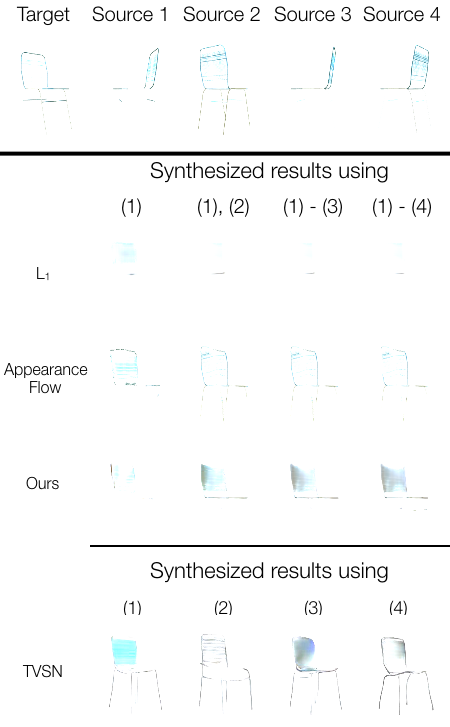 Target Source 1 Source 2 Source 3 Source 4
Synthesized results using
(1) (1), (2) (1) - (3) (1) - (4)
L₁
Appearance
Flow
Ours
Synthesized results using
(1) (2) (3) (4)
TVSN